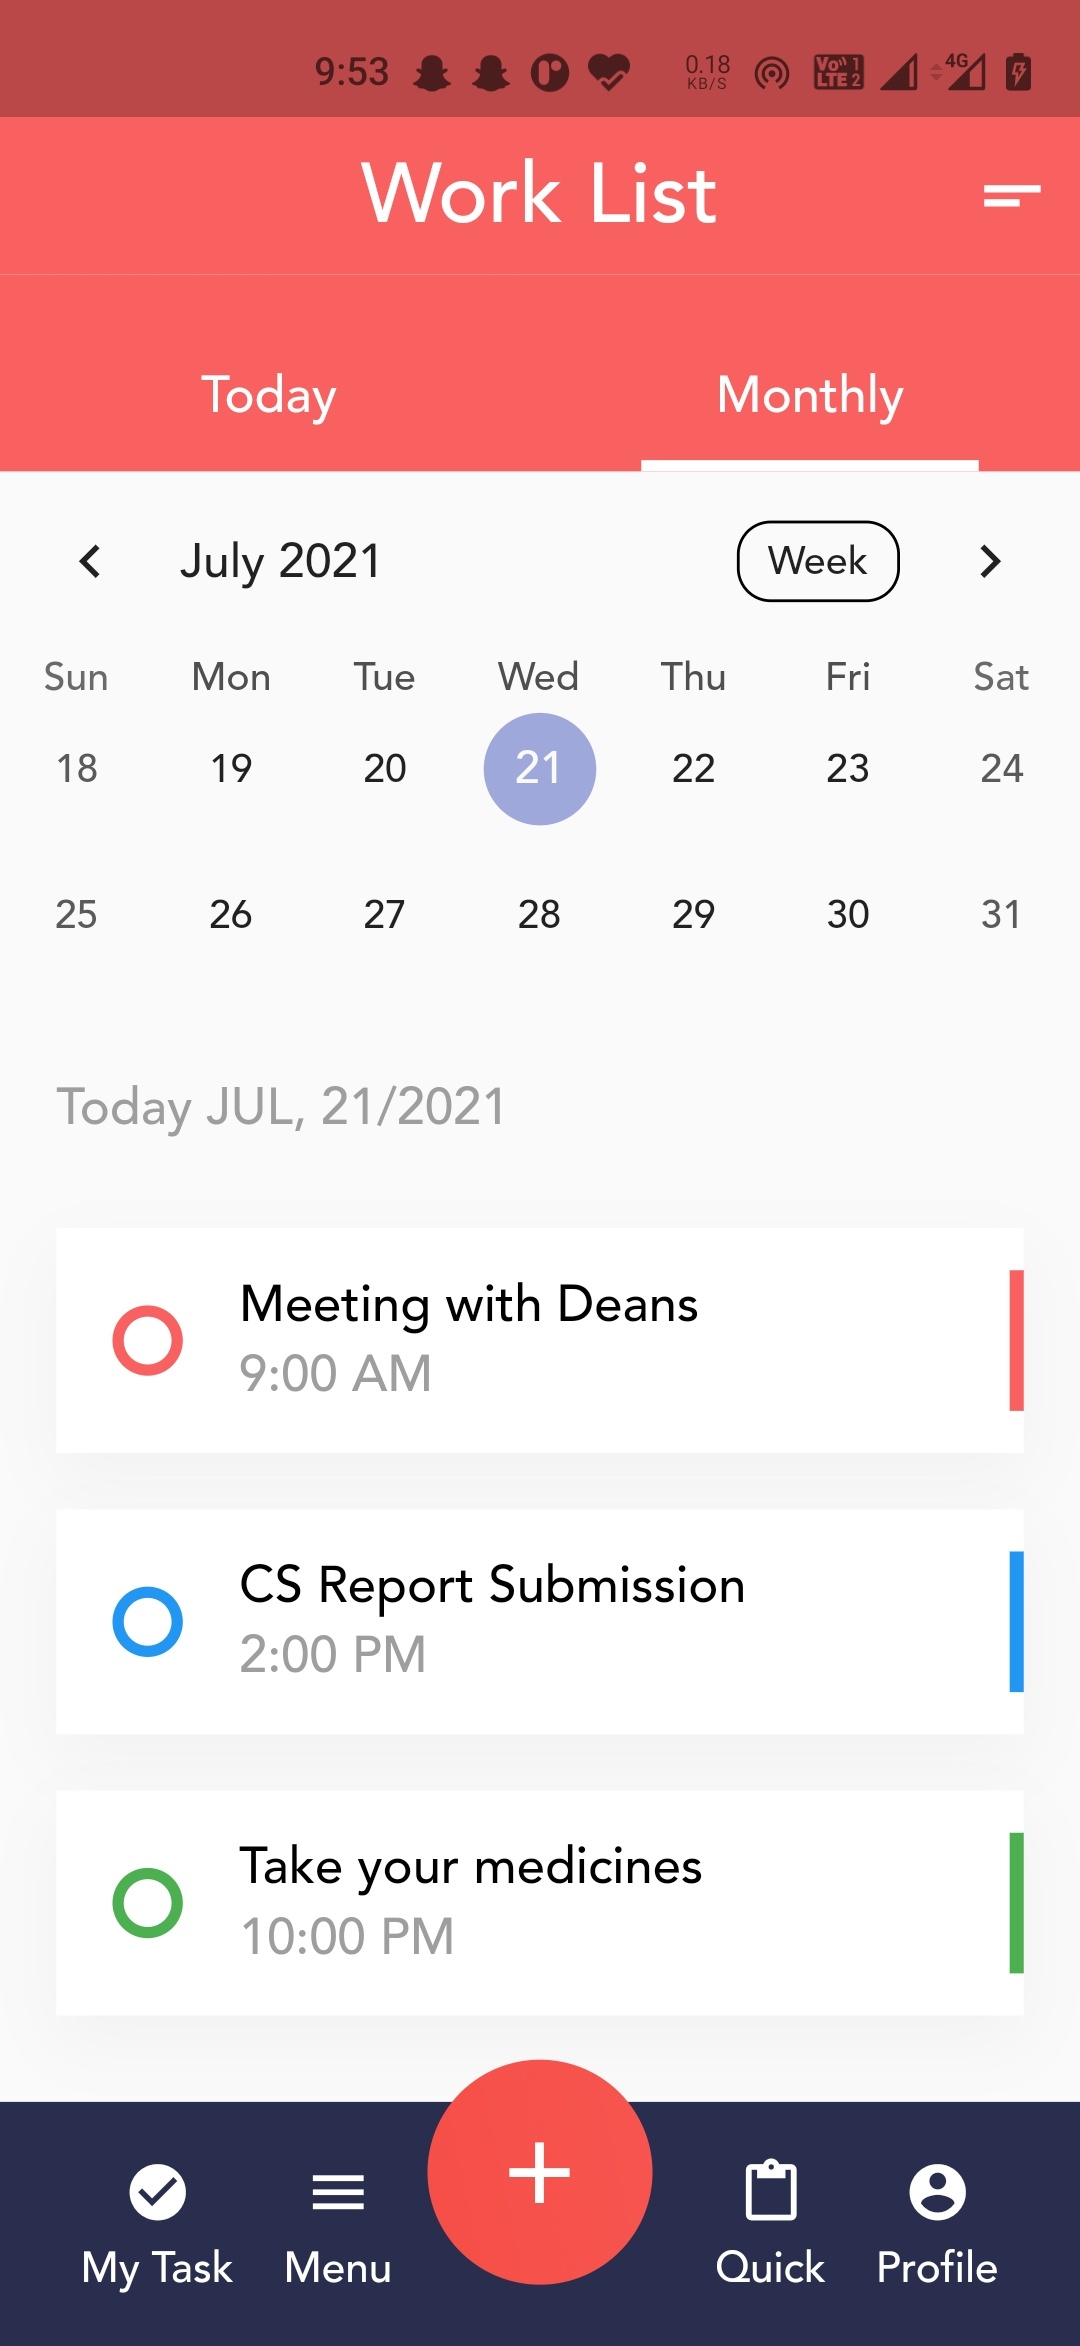 9:53 0.18 KB/S Vo 1 LTE 2 4G
Work List
Today Monthly
July 2021 Week
Sun Mon Tue Wed Thu Fri Sat
18 19 20 21 22 23 24
25 26 27 28 29 30 31
Today JUL, 21/2021
Meeting with Deans
9:00 AM
CS Report Submission
2:00 PM
Take your medicines
10:00 PM
My Task Menu Quick Profile